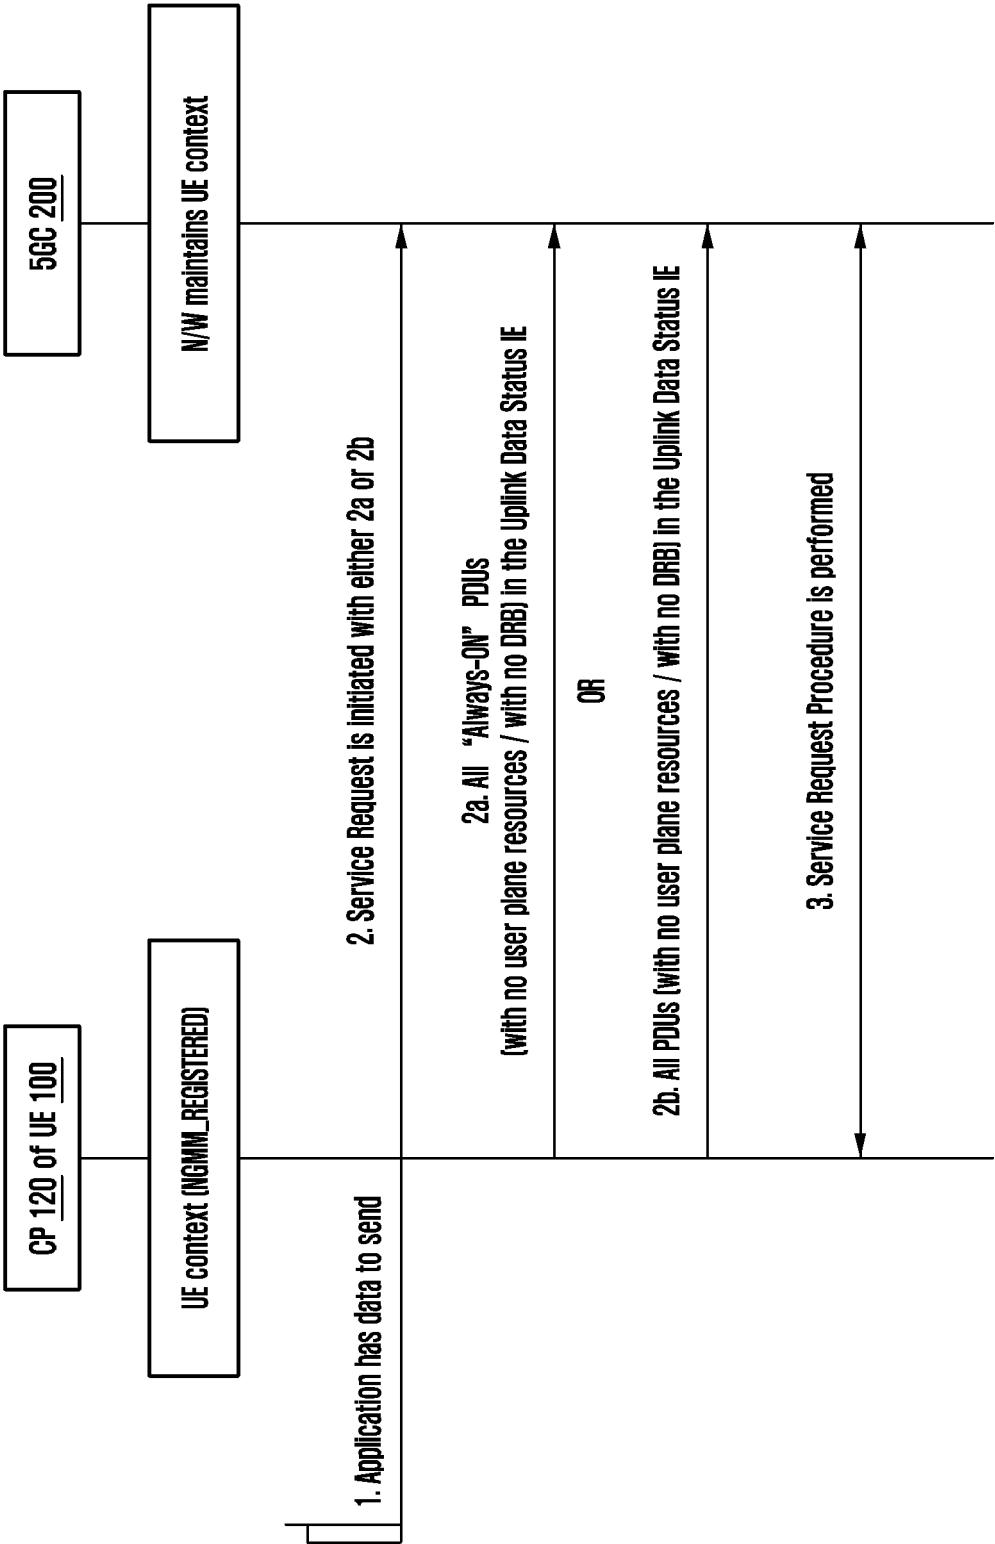 CP 120 of UE 100
5GC 200
UE context (NGMM_REGISTERED)
N/W maintains UE context
1. Application has data to send
2. Service Request is initiated with either 2a or 2b
2a. All “Always-ON” PDUs
(with no user plane resources / with no DRB) in the Uplink Data Status IE
OR
2b. All PDUs (with no user plane resources / with no DRB) in the Uplink Data Status IE
3. Service Request Procedure is performed